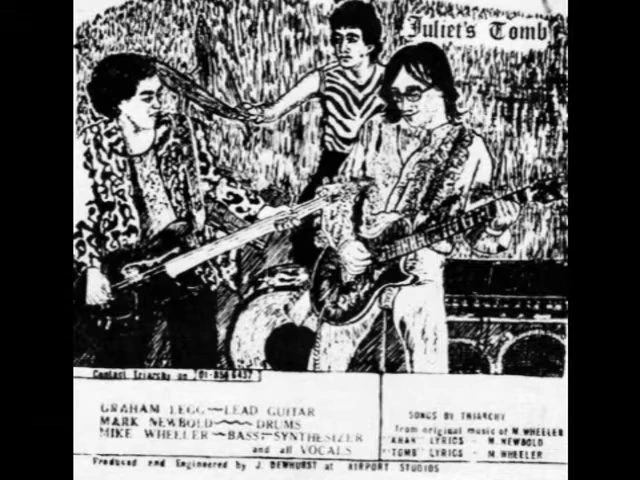 Juliet's Tomb
Contact Triarchy on 01-858 6437
GRAHAM LEGG — LEAD GUITAR
MARK NEWBOLD — DRUMS
MIKE WHEELER — BASS - SYNTHESIZER
and all VOCALS
SONGS BY TRIARCHY
from original music of M. WHEELER
"KHAN" LYRICS - M. NEWBOLD
"TOMB" LYRICS - M. WHEELER
Produced and Engineered by J. DEWHURST at AIRPORT STUDIOS